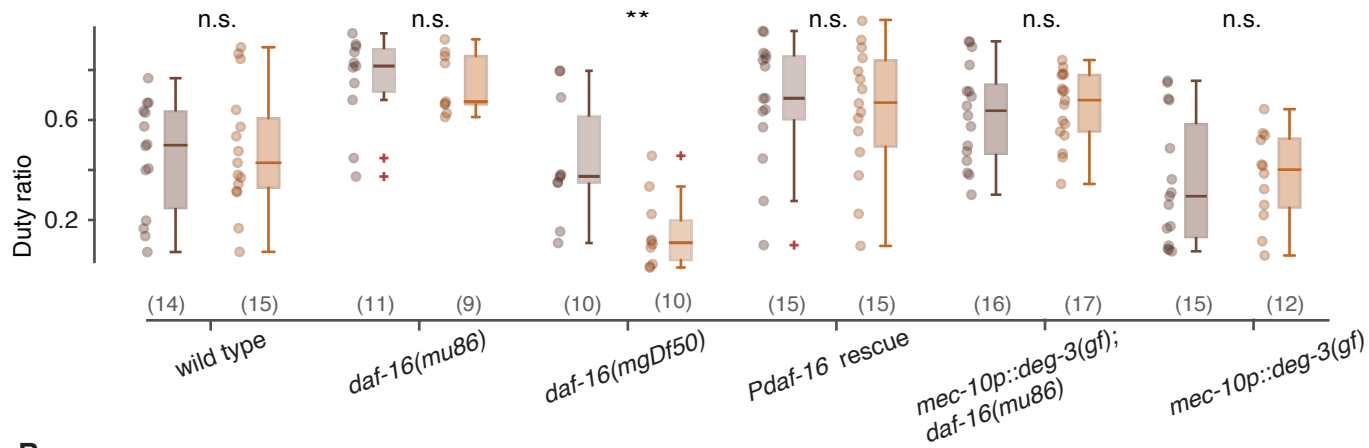 n.s.
n.s.
**
n.s.
n.s.
n.s.
Duty ratio
0.6
0.2
(14)
(15)
(11)
(9)
(10)
(10)
(15)
(15)
(16)
(17)
(15)
(12)
wild type
daf-16(mu86)
daf-16(mgDf50)
Pdaf-16 rescue
mec-10p::deg-3(gf);
daf-16(mu86)
mec-10p::deg-3(gf)